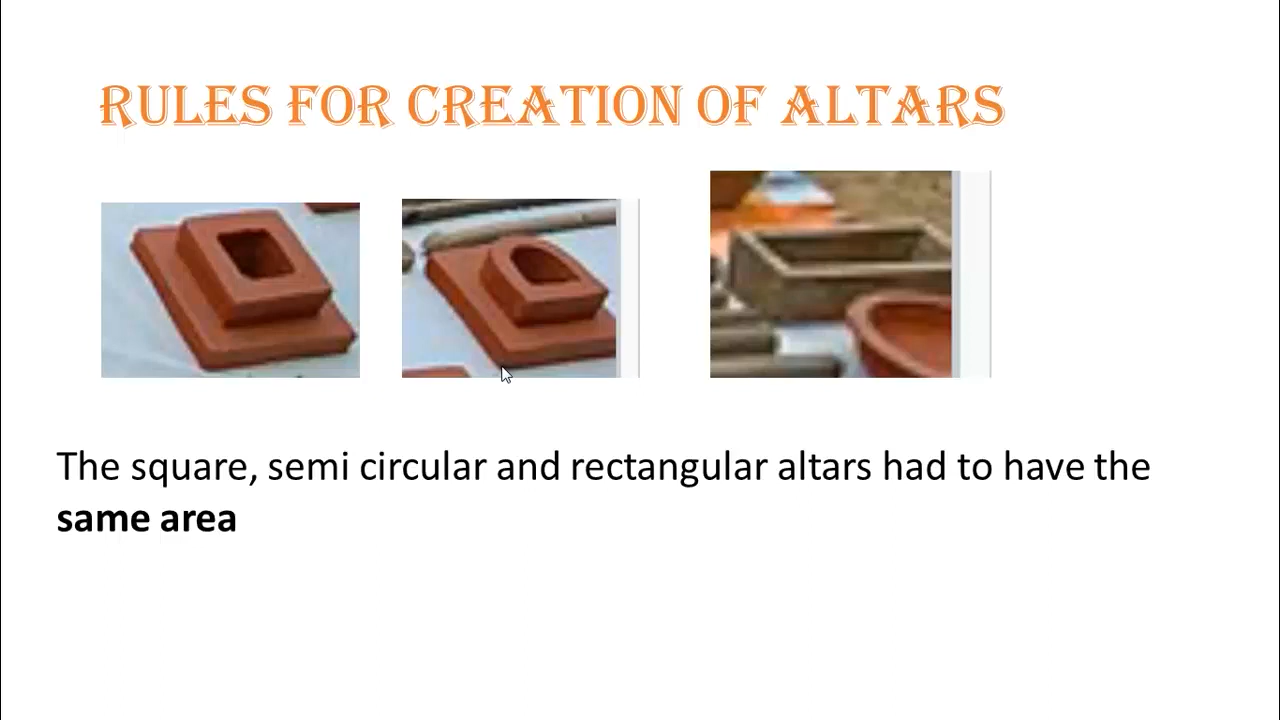 RULES FOR CREATION OF ALTARS
The square, semi circular and rectangular altars had to have the
same area